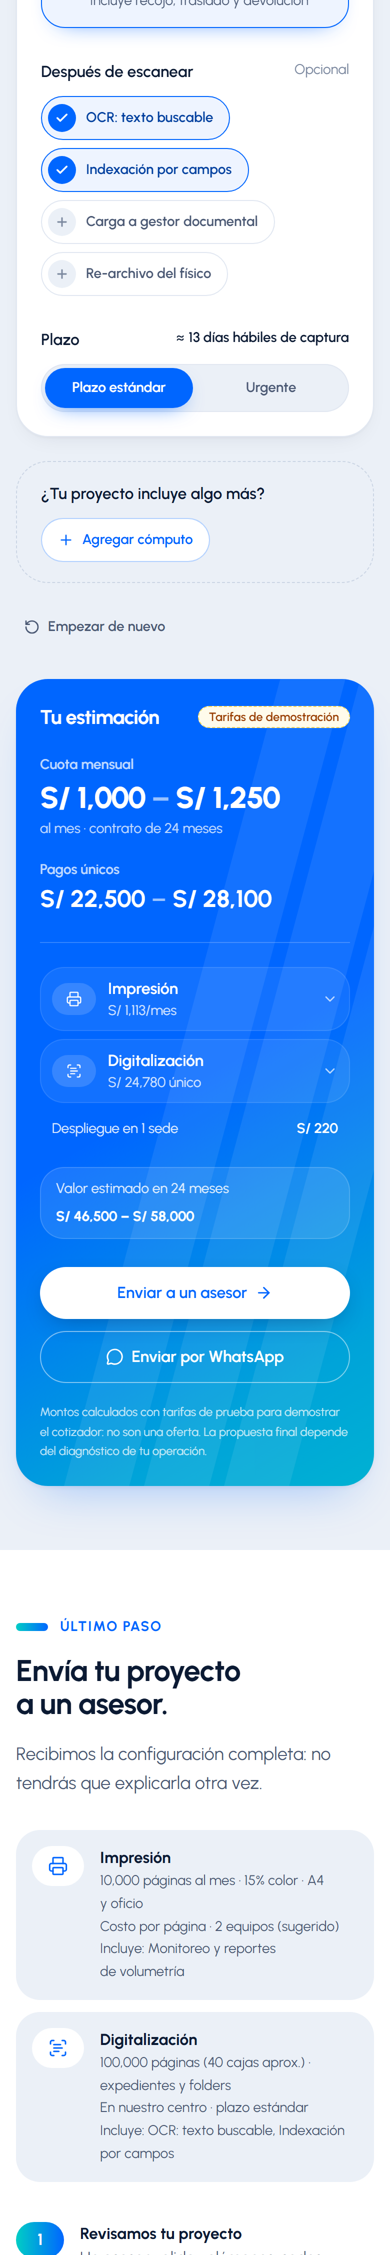 Incluye recojo, traslado y devolución
Después de escanear
Opcional
OCR: texto buscable
Indexación por campos
Carga a gestor documental
Re-archivo del físico
Plazo
≈ 13 días hábiles de captura
Plazo estándar
Urgente
¿Tu proyecto incluye algo más?
Agregar cómputo
Empezar de nuevo
Tu estimación
Tarifas de demostración
Cuota mensual
S/ 1,000 – S/ 1,250
al mes · contrato de 24 meses
Pagos únicos
S/ 22,500 – S/ 28,100
Impresión
S/ 1,113/mes
Digitalización
S/ 24,780 único
Despliegue en 1 sede
S/ 220
Valor estimado en 24 meses
S/ 46,500 – S/ 58,000
Enviar a un asesor
Enviar por WhatsApp
Montos calculados con tarifas de prueba para demostrar
el cotizador; no son una oferta. La propuesta final depende
del diagnóstico de tu operación.
ÚLTIMO PASO
Envía tu proyecto
a un asesor.
Recibimos la configuración completa: no
tendrás que explicarla otra vez.
Impresión
10,000 páginas al mes · 15% color · A4
y oficio
Costo por página · 2 equipos (sugerido)
Incluye: Monitoreo y reportes
de volumetría
Digitalización
100,000 páginas (40 cajas aprox.) ·
expedientes y folders
En nuestro centro · plazo estándar
Incluye: OCR: texto buscable, Indexación
por campos
1
Revisamos tu proyecto